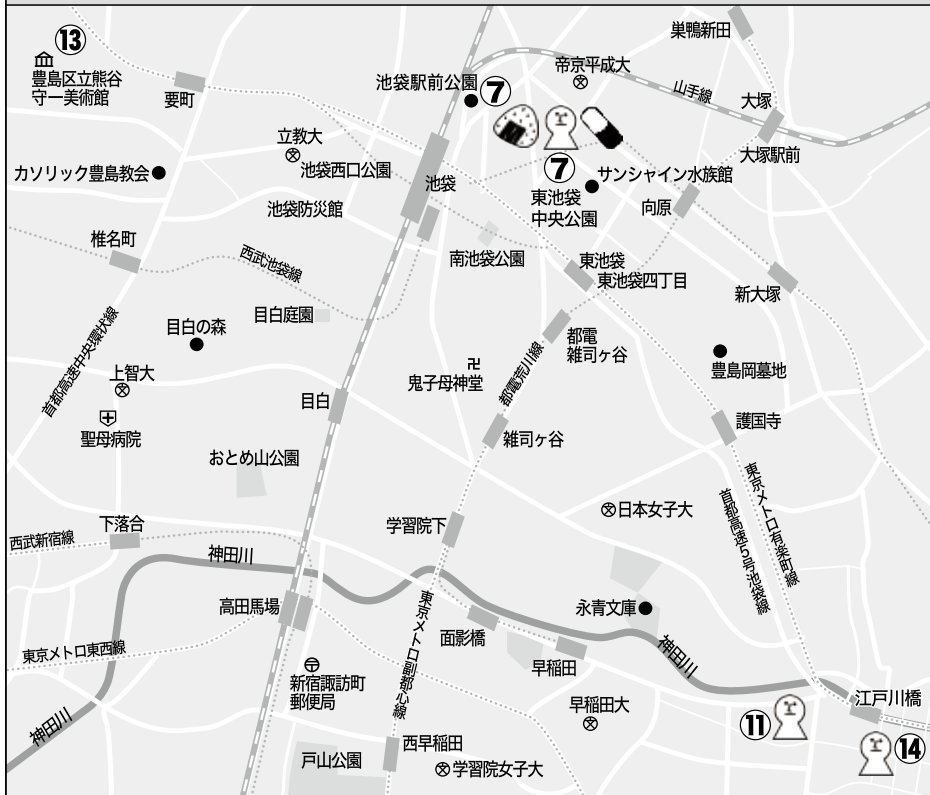 ⑬
豊島区立熊谷
守一美術館
要町
巣鴨新田
帝京平成大
池袋駅前公園
⑦
山手線
大塚
大塚駅前
立教大
池袋西口公園
カソリック豊島教会
池袋
⑦
サンシャイン水族館
東池袋
中央公園
向原
池袋防災館
椎名町
西武池袋線
南池袋公園
東池袋
東池袋四丁目
新大塚
目白庭園
首都高速中央環状線
目白の森
都電
雑司ヶ谷
都電荒川線
豊島岡墓地
上智大
鬼子母神堂
目白
聖母病院
雑司ヶ谷
護国寺
おとめ山公園
東京メトロ有楽町線
首都高速5号池袋線
日本女子大
下落合
西武新宿線
学習院下
神田川
高田馬場
東京メトロ副都心線
面影橋
永青文庫
早稲田
神田川
東京メトロ東西線
新宿諏訪町
郵便局
早稲田大
江戸川橋
神田川
⑪
⑭
戸山公園
西早稲田
学習院女子大